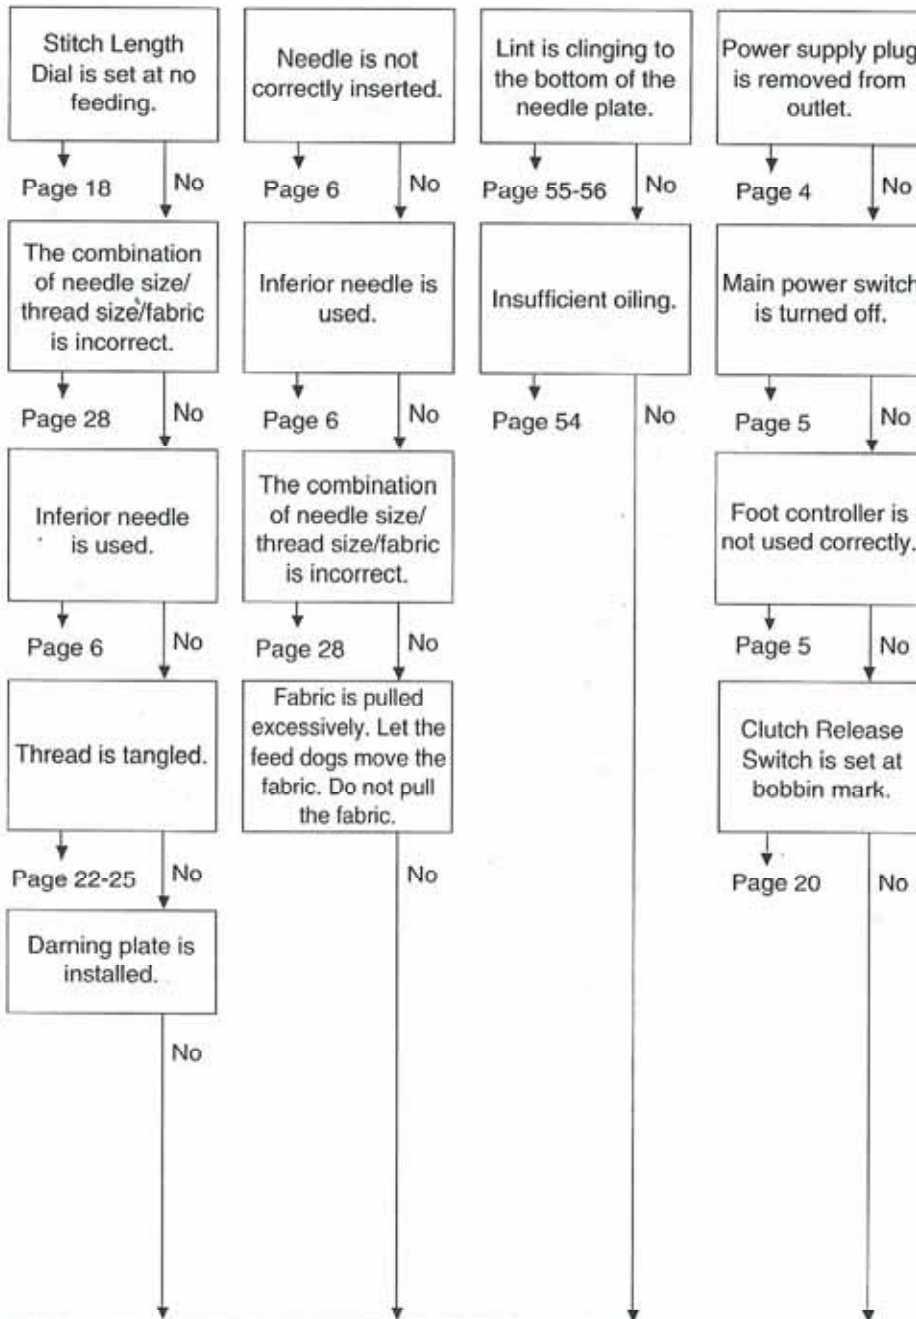 Stitch Length
Dial is set at no
feeding.
Page 18
No
The combination
of needle size/
thread size/fabric
is incorrect.
Page 28
No
Inferior needle
is used.
Page 6
No
Thread is tangled.
Page 22-25
No
Darning plate is
installed.
No
Needle is not
correctly inserted.
Page 6
No
Inferior needle is
used.
Page 6
No
The combination
of needle size/
thread size/fabric
is incorrect.
Page 28
No
Fabric is pulled
excessively. Let the
feed dogs move the
fabric. Do not pull
the fabric.
No
Lint is clinging to
the bottom of the
needle plate.
Page 55-56
No
Insufficient oiling.
Page 54
No
Power supply plug
is removed from
outlet.
Page 4
No
Main power switch
is turned off.
Page 5
No
Foot controller is
not used correctly.
Page 5
No
Clutch Release
Switch is set at
bobbin mark.
Page 20
No